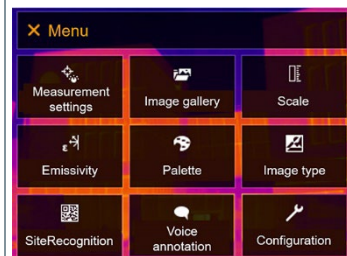 Menu
Measurement
settings
Image gallery
Scale
ε
Emissivity
Palette
Image type
SiteRecognition
Voice
annotation
Configuration